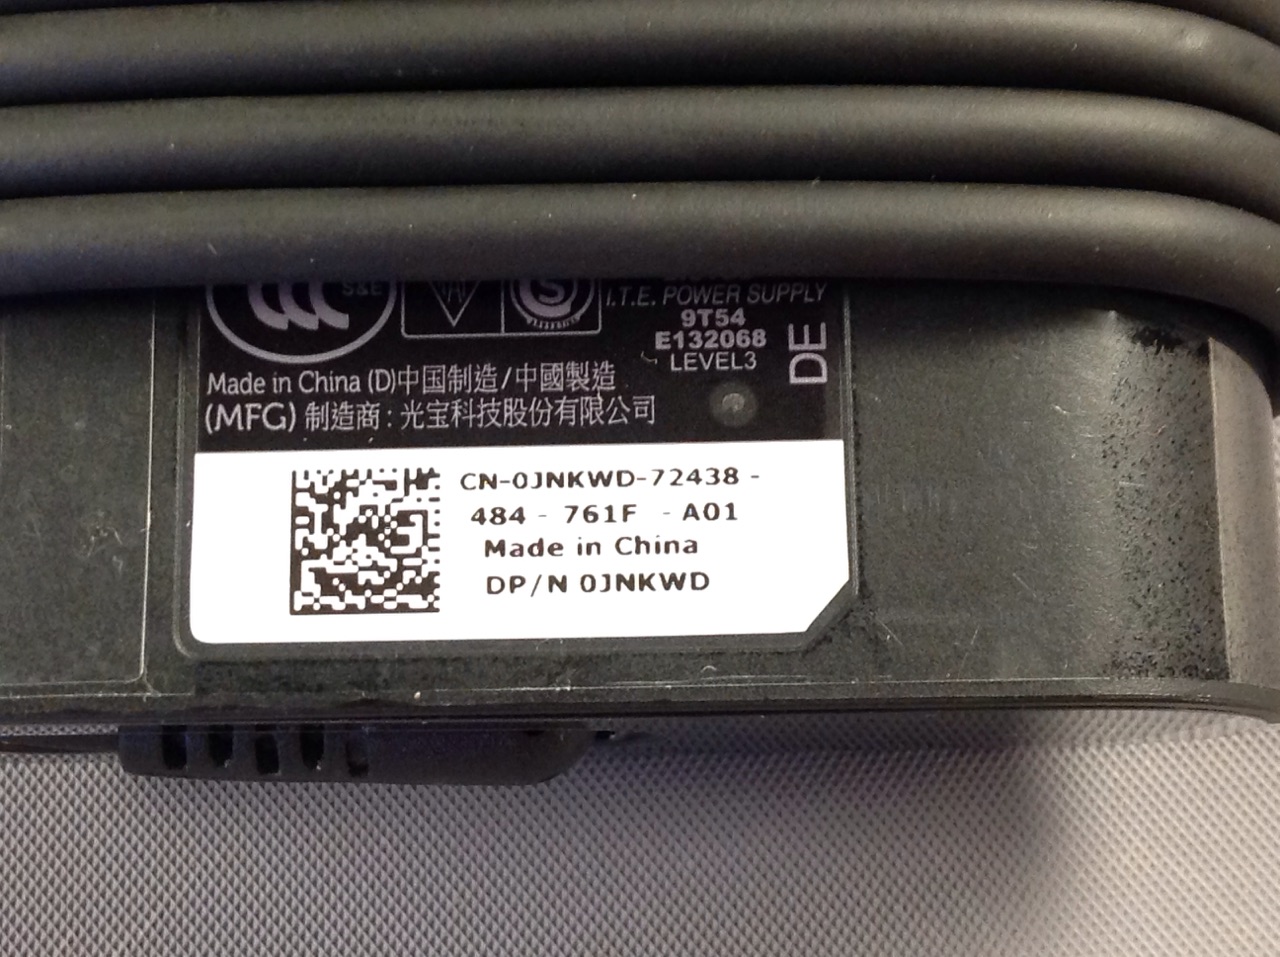 S&E
I.T.E. POWER SUPPLY
9T54
E132068
LEVEL3
DE
Made in China (D)中国制造/中國製造
(MFG) 制造商:光宝科技股份有限公司
CN-0JNKWD-72438-
484 - 761F - A01
Made in China
DP/N 0JNKWD